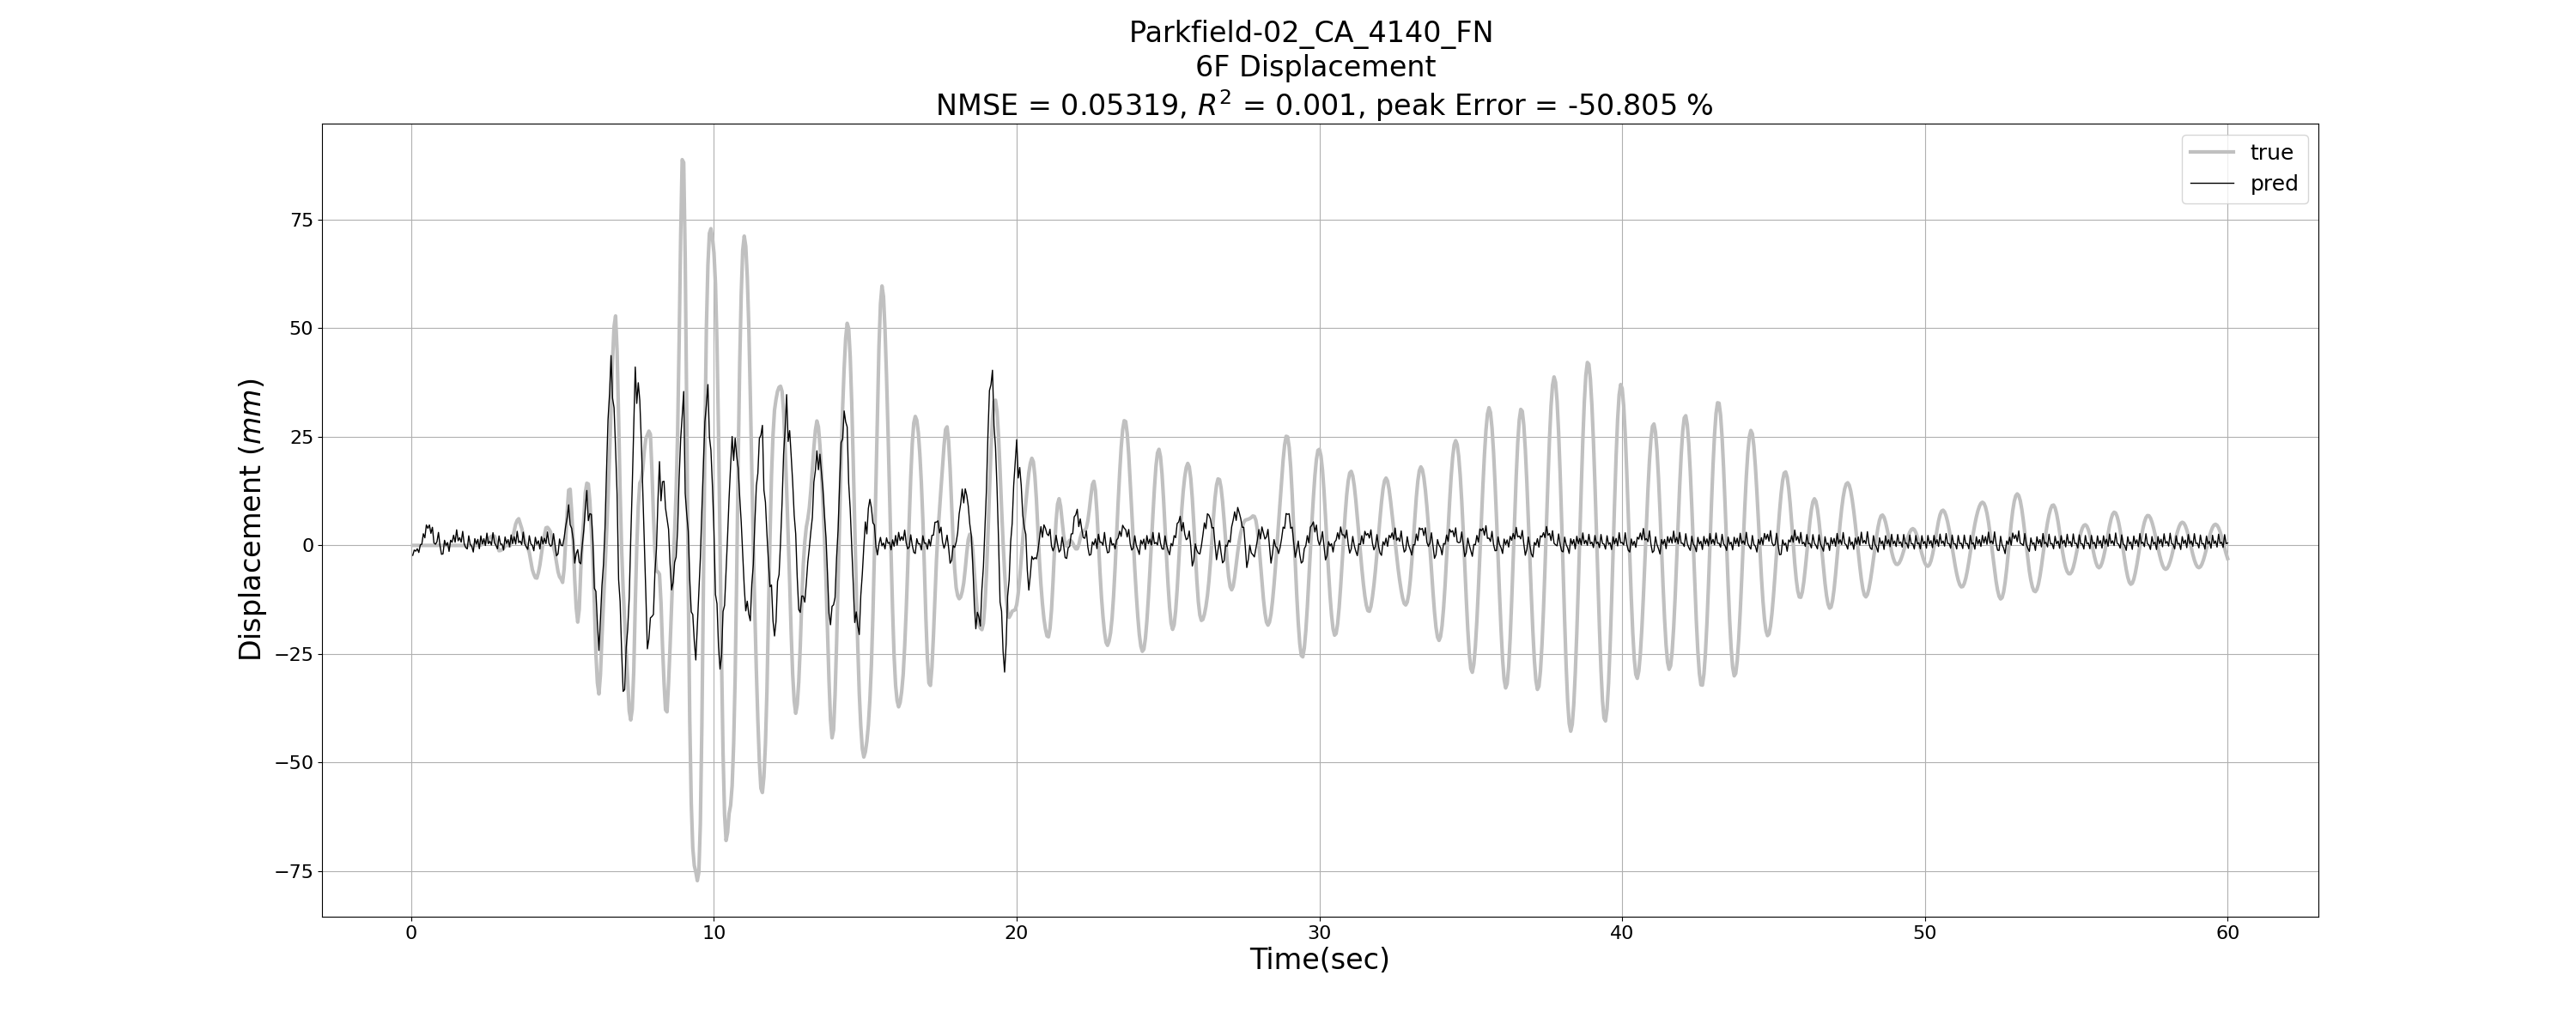 Parkfield-02_CA_4140_FN
6F Displacement
NMSE = 0.05319, R² = 0.001, peak Error = -50.805 %
true
pred
75
50
25
0
−25
−50
−75
Displacement (mm)
0 10 20 30 40 50 60
Time(sec)